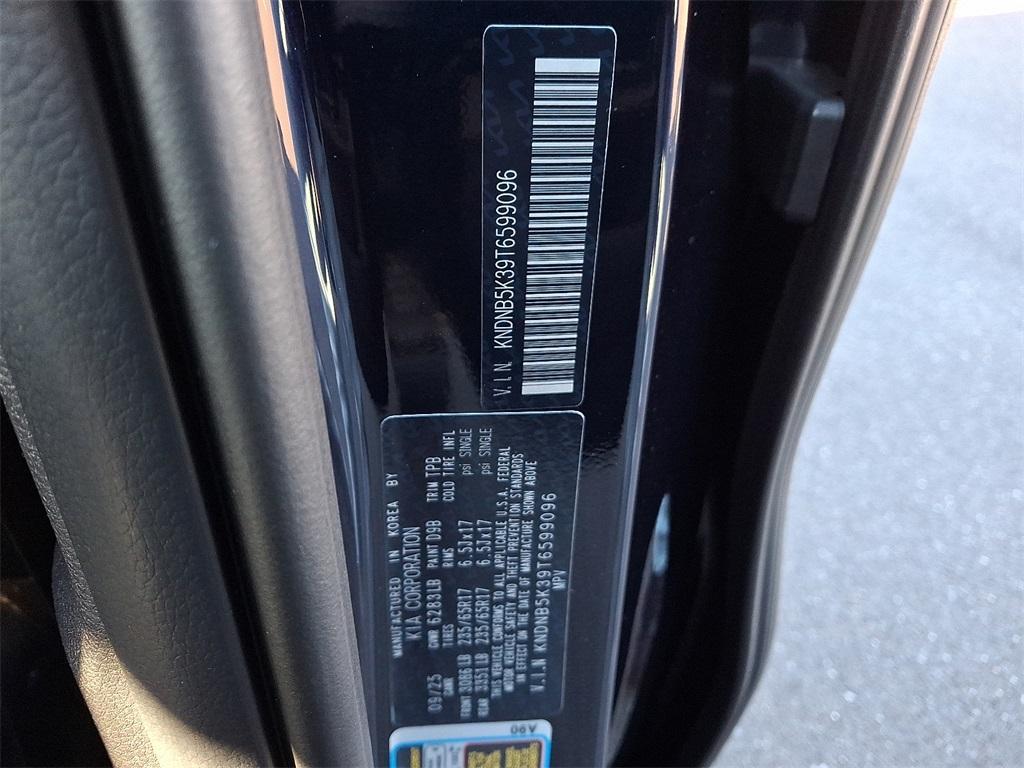 V.I.N. KNDNB5K39T6599096
MANUFACTURED IN KOREA BY
KIA CORPORATION
09/25 GVWR 6283LB PAINT D9B TRIM TPB
GAWR TIRES RIMS COLD TIRE INFL
FRONT 3086LB 235/65R17 6.5Jx17 psi SINGLE
REAR 3351LB 235/65R17 6.5Jx17 psi SINGLE
THIS VEHICLE CONFORMS TO ALL APPLICABLE U.S.A. FEDERAL
MOTOR VEHICLE SAFETY AND THEFT PREVENTION STANDARDS
IN EFFECT ON THE DATE OF MANUFACTURE SHOWN ABOVE
V.I.N KNDNB5K39T6599096
MPV
A90